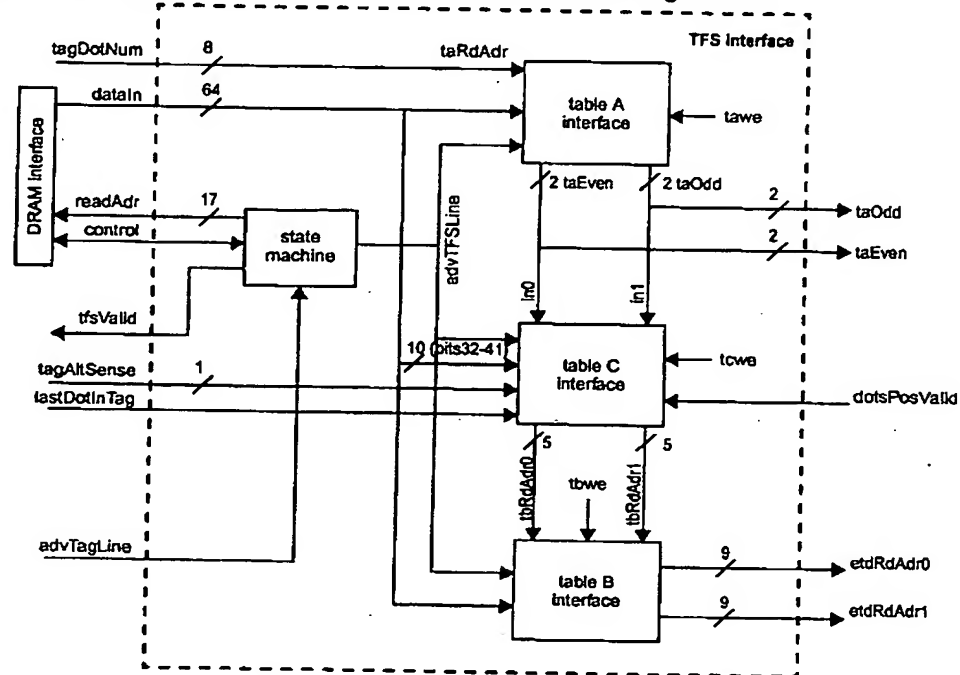 TFS Interface
tagDotNum
8
taRdAdr
dataIn
64
table A
interface
tawe
DRAM Interface
2 taEven
2 taOdd
readAdr
17
2
taOdd
control
state
machine
advTFSLine
2
taEven
in0
in1
tfsValid
10 (bits32-41)
table C
interface
tcwe
tagAltSense
1
lastDotInTag
dotsPosValid
5
5
tbRdAdr0
tbwe
tbRdAdr1
advTagLine
table B
interface
9
etdRdAdr0
9
etdRdAdr1